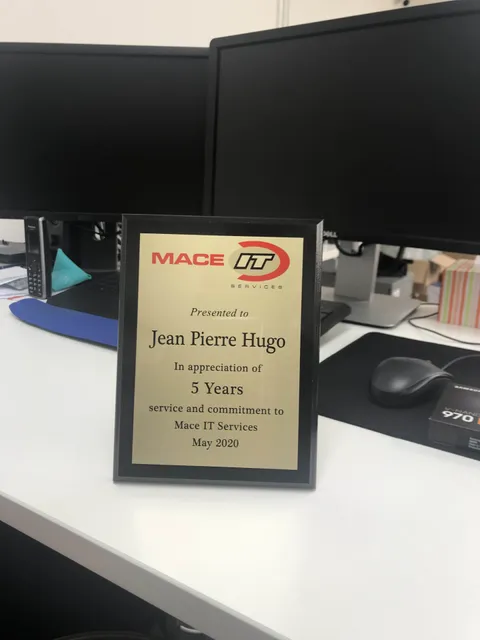 DELL
MACE IT
SERVICES
Presented to
Jean Pierre Hugo
In appreciation of
5 Years
service and commitment to
Mace IT Services
May 2020
970